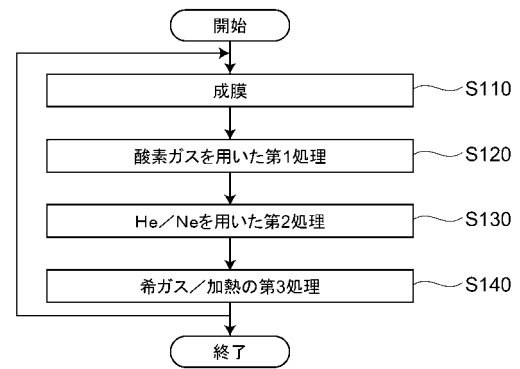 開始
成膜
S110
酸素ガスを用いた第1処理
S120
He／Neを用いた第2処理
S130
希ガス／加熱の第3処理
S140
終了